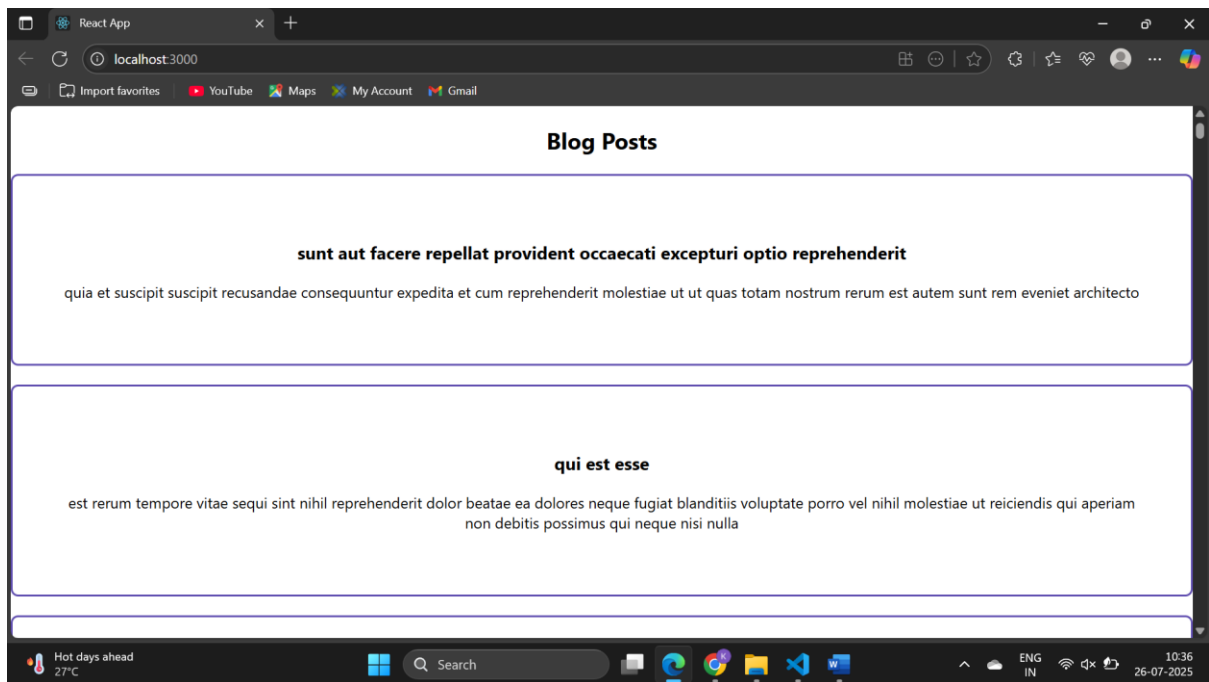 React App
localhost:3000
Import favorites YouTube Maps My Account Gmail
Blog Posts
sunt aut facere repellat provident occaecati excepturi optio reprehenderit
quia et suscipit suscipit recusandae consequuntur expedita et cum reprehenderit molestiae ut ut quas totam nostrum rerum est autem sunt rem eveniet architecto
qui est esse
est rerum tempore vitae sequi sint nihil reprehenderit dolor beatae ea dolores neque fugiat blanditiis voluptate porro vel nihil molestiae ut reiciendis qui aperiam
non debitis possimus qui neque nisi nulla
Hot days ahead
27°C
Search
K
W
ENG
IN
10:36
26-07-2025